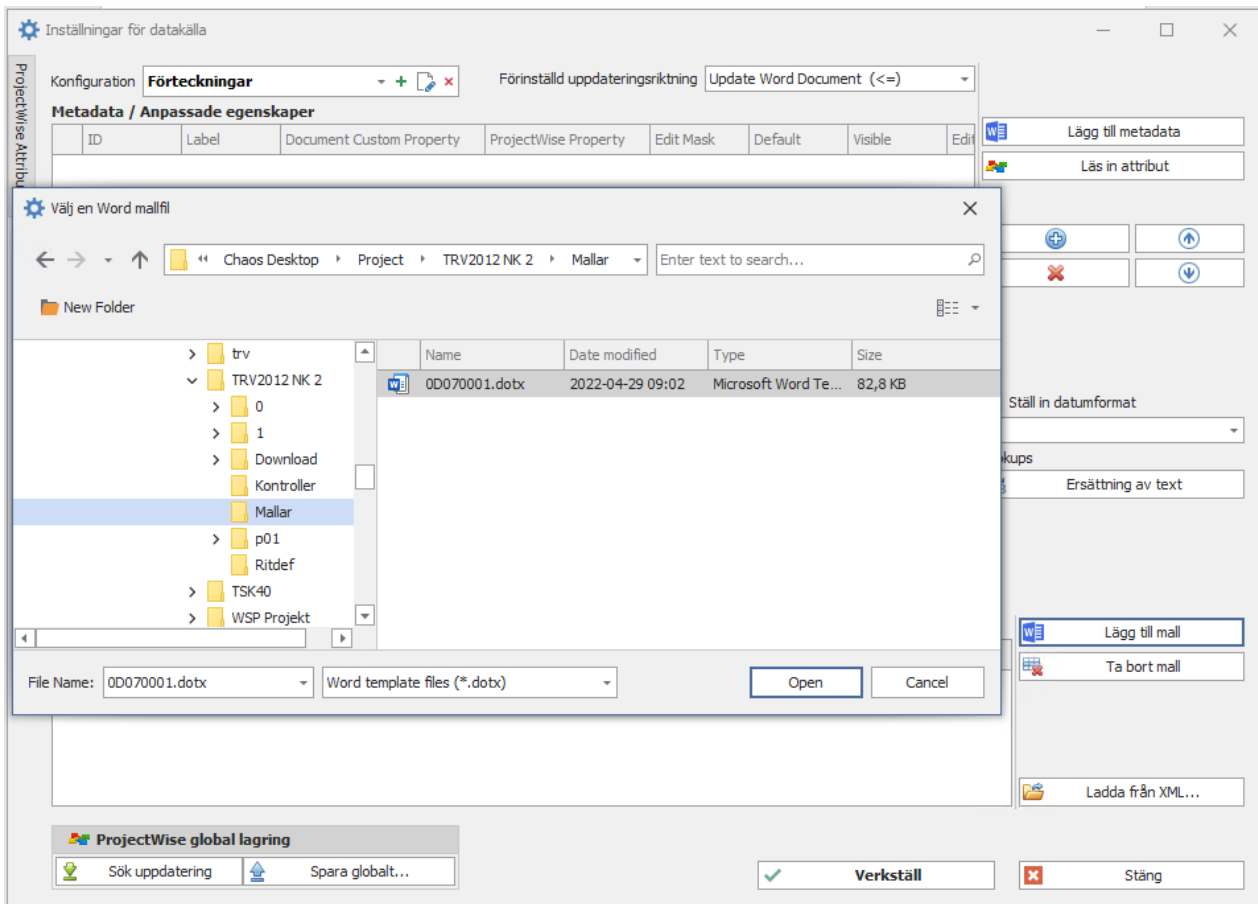 Inställningar för datakälla
ProjectWise Attribu
Konfiguration Förteckningar
Förinställd uppdateringsriktning Update Word Document (<=)
Metadata / Anpassade egenskaper
ID Label Document Custom Property ProjectWise Property Edit Mask Default Visible Edit
Lägg till metadata
Läs in attribut
Välj en Word mallfil
Chaos Desktop Project TRV2012 NK 2 Mallar
Enter text to search...
New Folder
trv
TRV2012 NK 2
0
1
Download
Kontroller
Mallar
p01
Ritdef
TSK40
WSP Projekt
Name Date modified Type Size
0D070001.dotx 2022-04-29 09:02 Microsoft Word Te... 82,8 KB
File Name: 0D070001.dotx Word template files (*.dotx) Open Cancel
Ställ in datumformat
kups
Ersättning av text
Lägg till mall
Ta bort mall
Ladda från XML...
ProjectWise global lagring
Sök uppdatering Spara globalt...
Verkställ Stäng